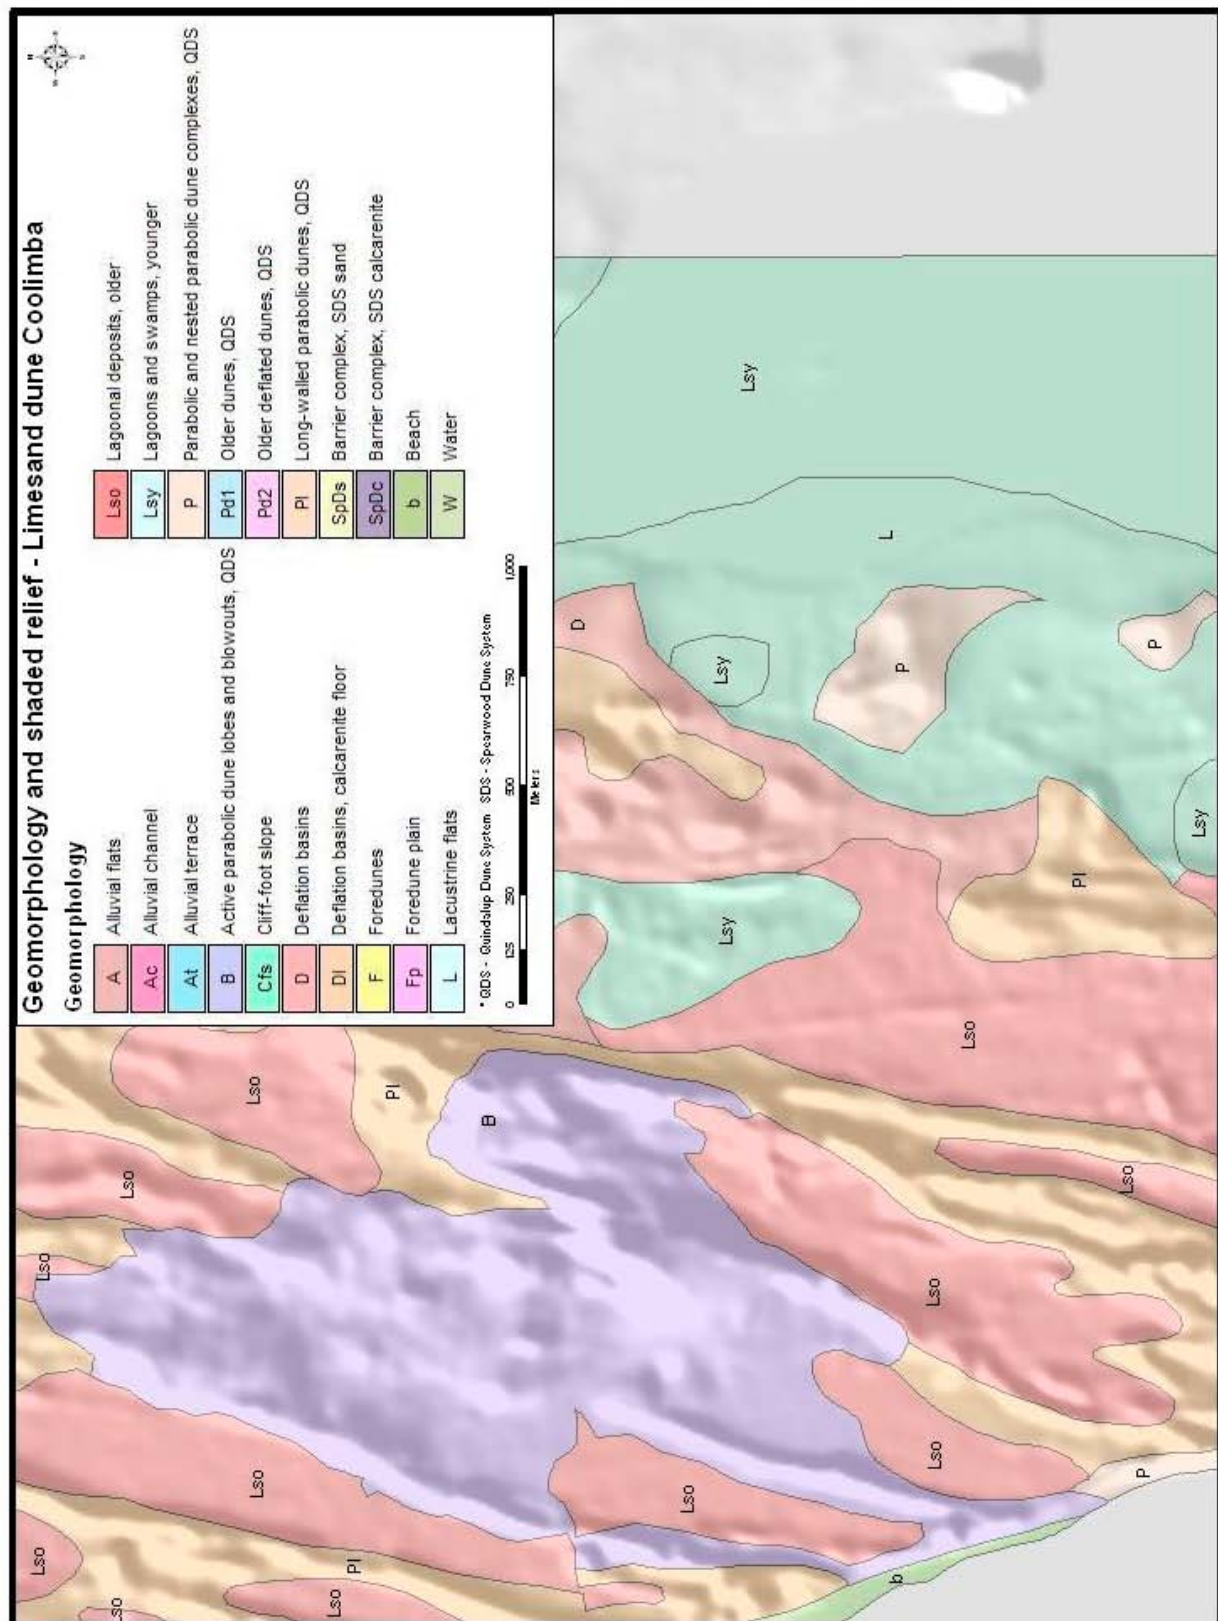 Geomorphology and shaded relief - Limesand dune Coolimba
Geomorphology
A Alluvial flats
Ac Alluvial channel
At Alluvial terrace
B Active parabolic dune lobes and blowouts, QDS
Cfs Cliff-foot slope
D Deflation basins
Dl Deflation basins, calcarenite floor
F Foredunes
Fp Foredune plain
L Lacustrine flats
Lso Lagoonal deposits, older
Lsy Lagoons and swamps, younger
P Parabolic and nested parabolic dune complexes, QDS
Pd1 Older dunes, QDS
Pd2 Older deflated dunes, QDS
Pl Long-walled parabolic dunes, QDS
SpDs Barrier complex, SDS sand
SpDc Barrier complex, SDS calcarenite
b Beach
W Water
* QDS - Quindalup Dune System SDS - Spearwood Dune System
0 125 250 500 750 1,000
Meters
Lso
Lso
Lso
Pl
B
Lso
Lso
Pl
Lso
Lso
Lso
Lso
Lso
Lso
b
P
Lso
Lso
Lsy
Pl
D
Lsy
P
Lsy
P
L
Lsy